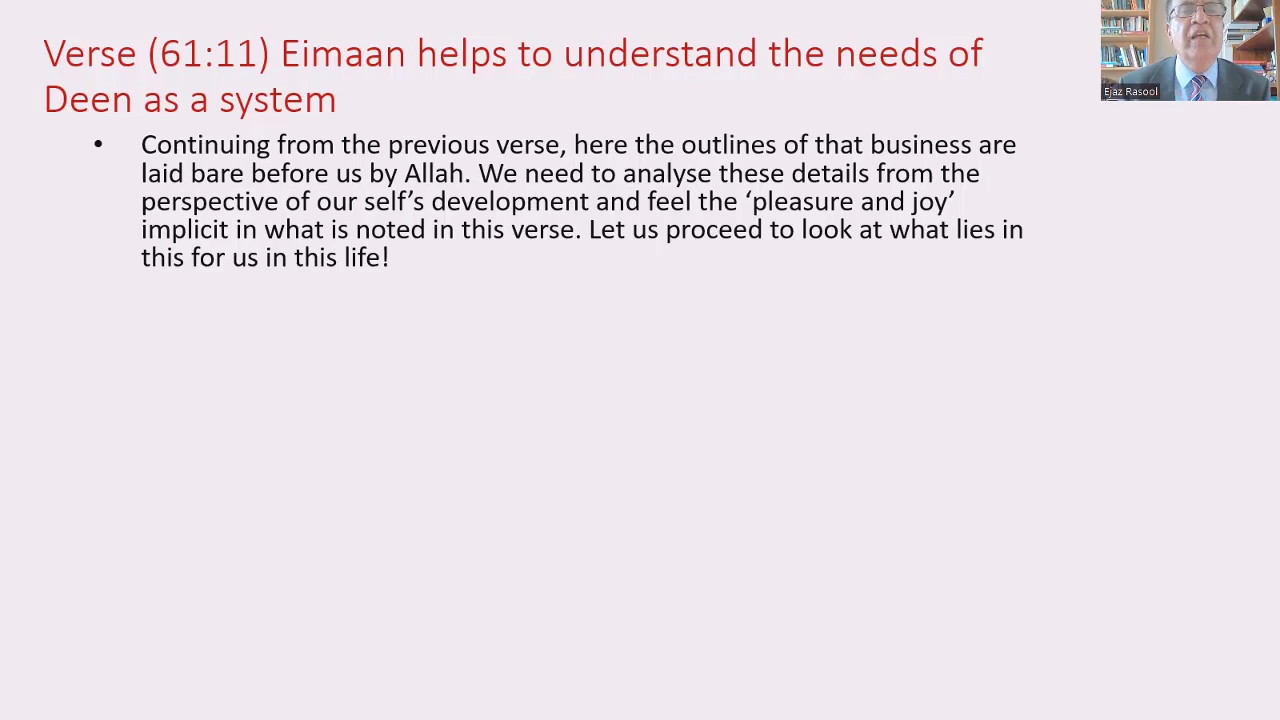 Verse (61:11) Eimaan helps to understand the needs of
Deen as a system
• Continuing from the previous verse, here the outlines of that business are
laid bare before us by Allah. We need to analyse these details from the
perspective of our self’s development and feel the ‘pleasure and joy’
implicit in what is noted in this verse. Let us proceed to look at what lies in
this for us in this life!
Ejaz Rasool